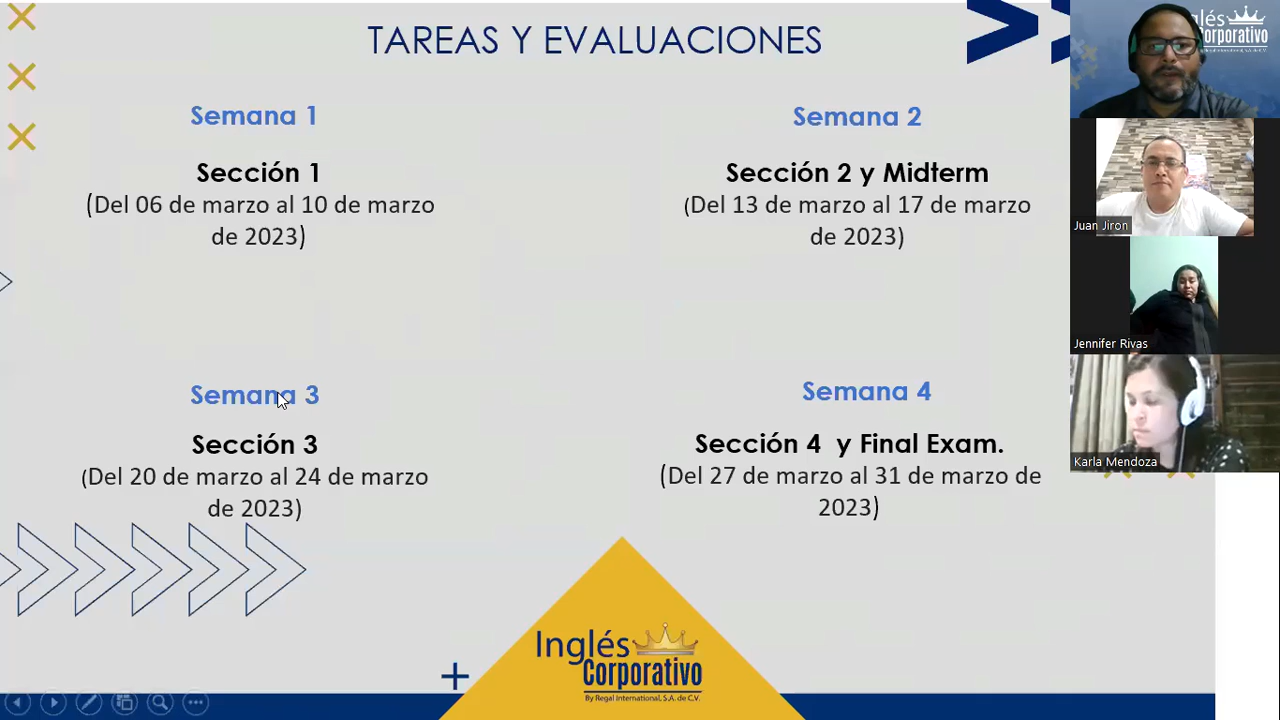 TAREAS Y EVALUACIONES
Semana 1
Sección 1
(Del 06 de marzo al 10 de marzo
de 2023)
Semana 2
Sección 2 y Midterm
(Del 13 de marzo al 17 de marzo
de 2023)
Semana 3
Sección 3
(Del 20 de marzo al 24 de marzo
de 2023)
Semana 4
Sección 4 y Final Exam.
(Del 27 de marzo al 31 de marzo de
2023)
Inglés
Corporativo
By Regal International, S.A. de C.V.
Juan Jiron
Jennifer Rivas
Karla Mendoza